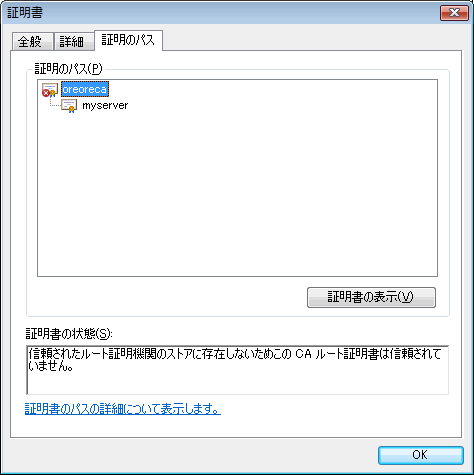 証明書
全般
詳細
証明のパス
証明のパス(P)
oreoreca
myserver
証明書の表示(V)
証明書の状態(S):
信頼されたルート証明機関のストアに存在しないためこの CA ルート証明書は信頼されて
いません。
証明書のパスの詳細について表示します。
OK